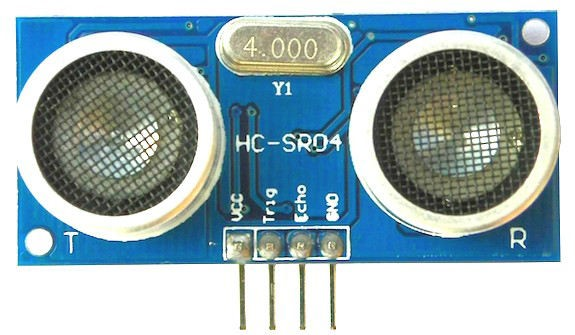 4.000
Y1
HC-SR04
VCC
Trig
Echo
GND
T
R